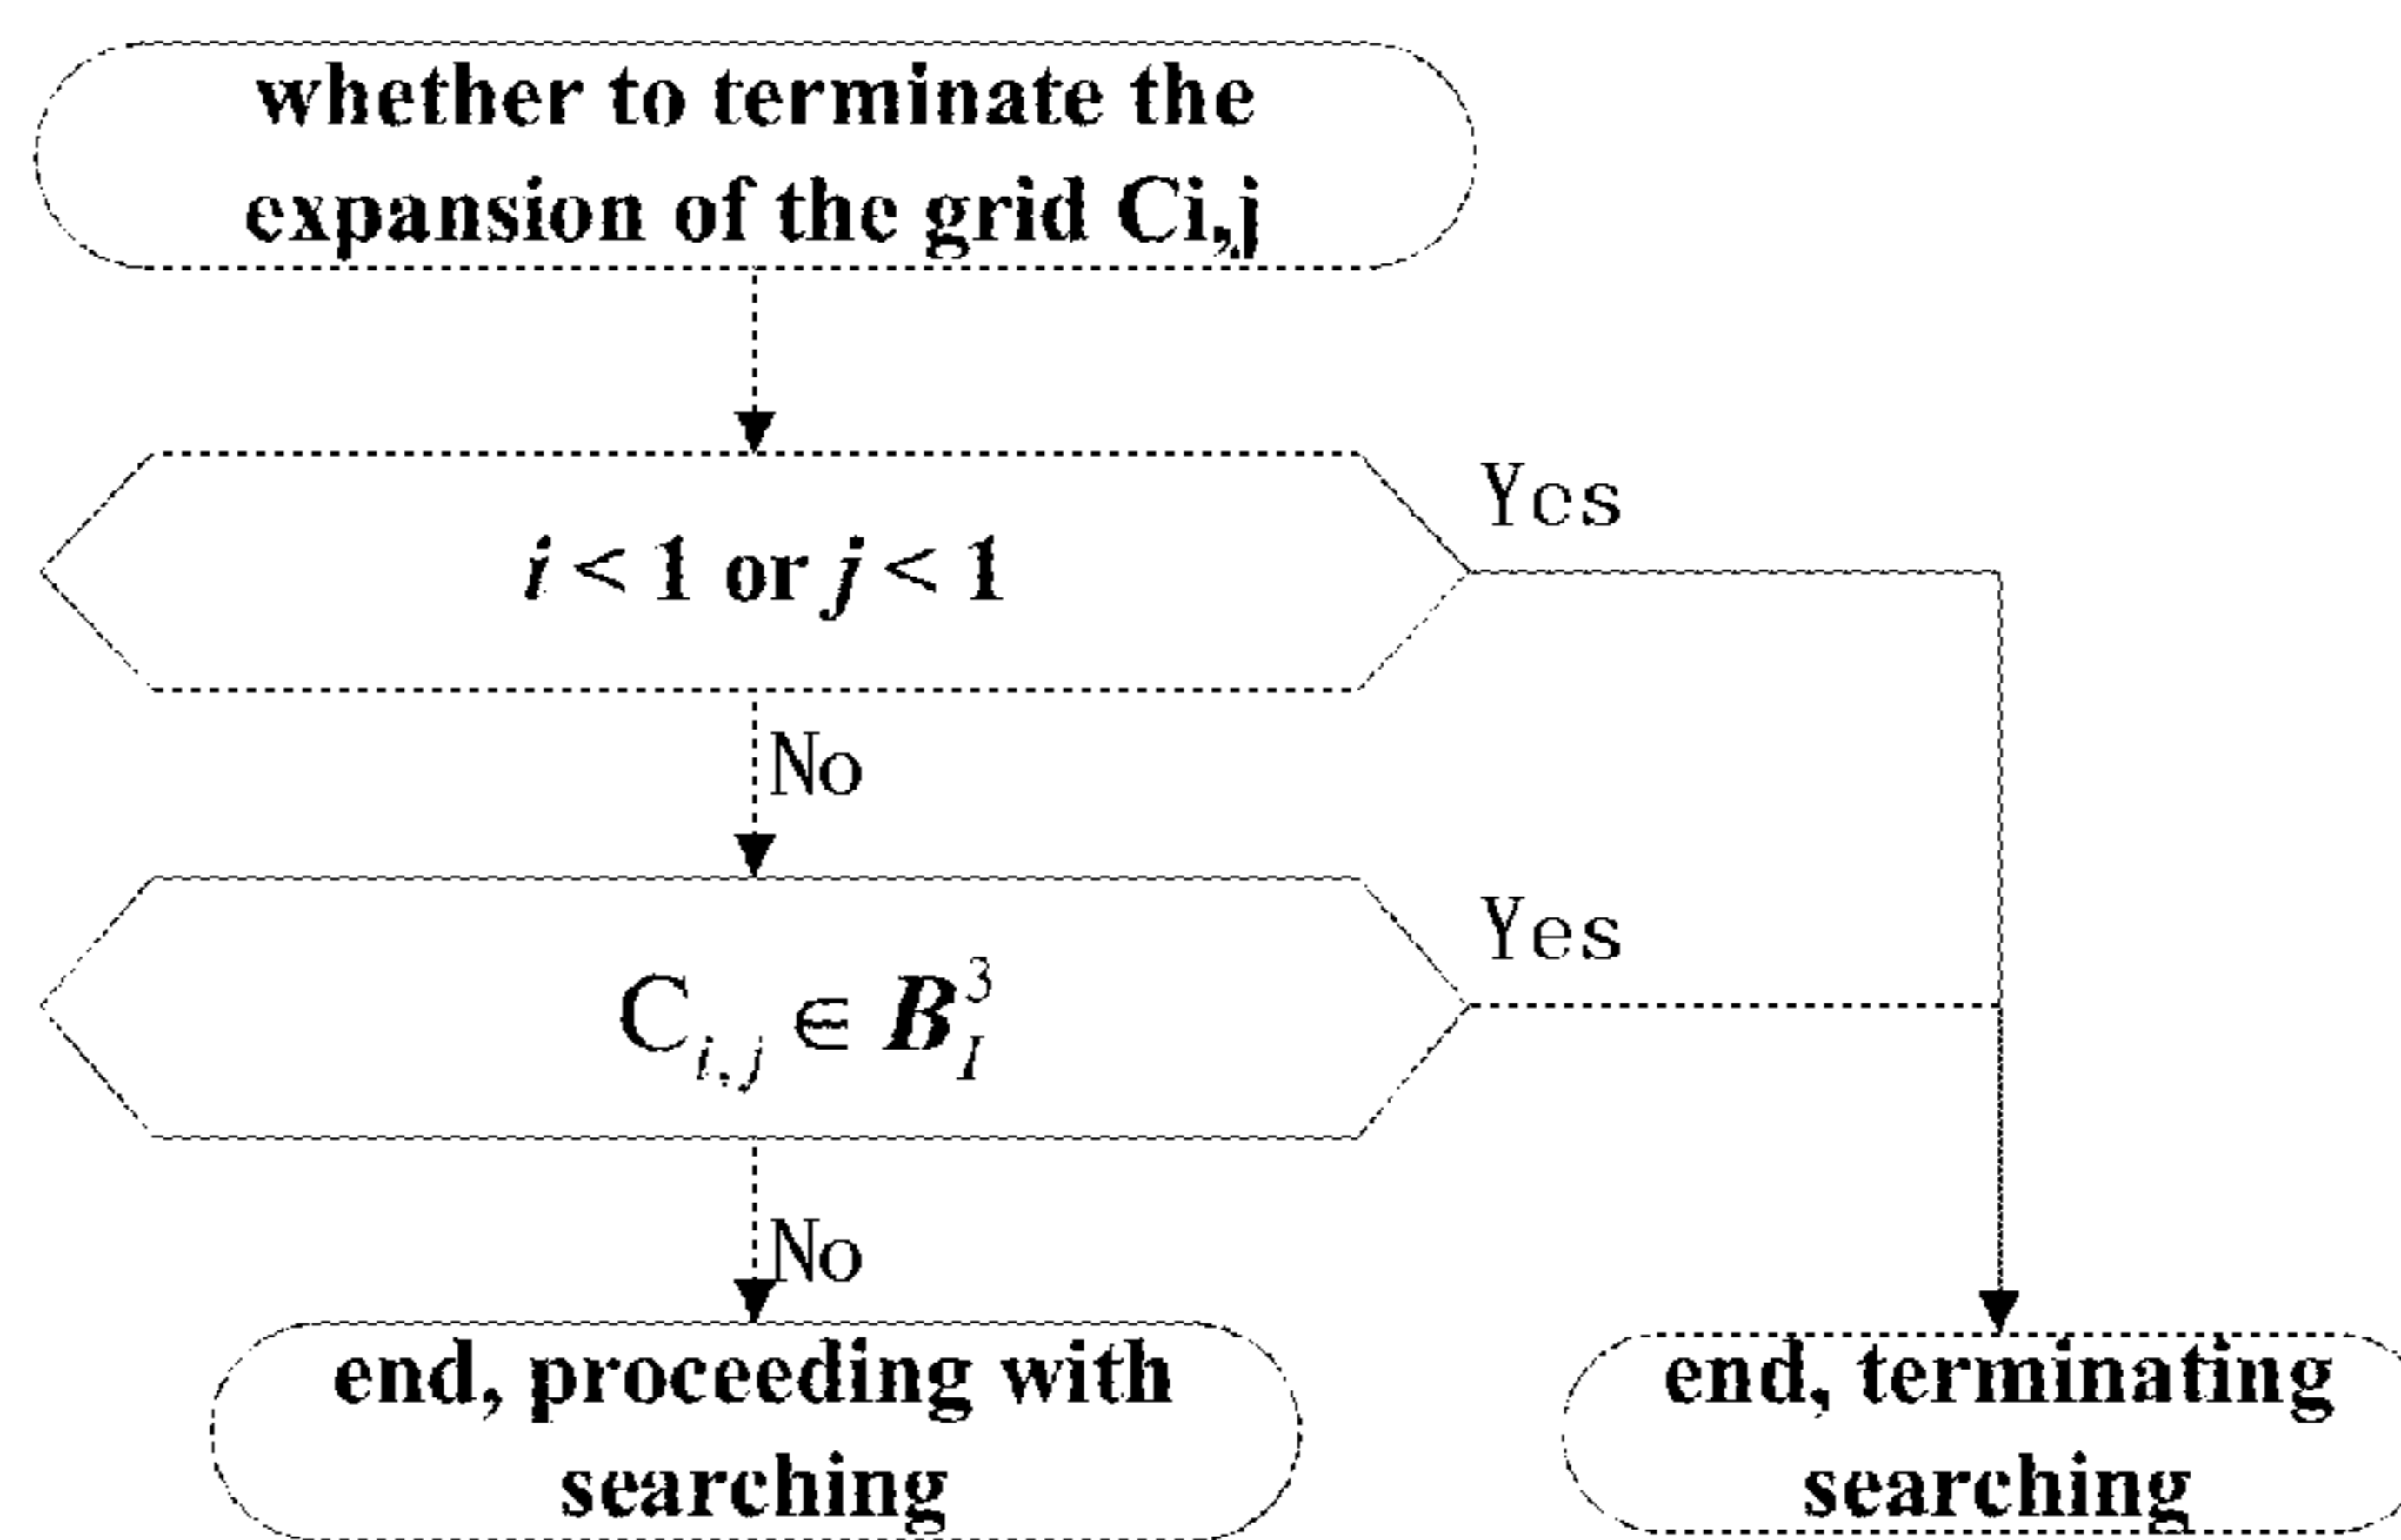 whether to terminate the
expansion of the grid Ci,j
i < 1 or j < 1
Yes
No
C_{i,j} ∈ B_I^3
Yes
No
end, proceeding with
searching
end, terminating
searching